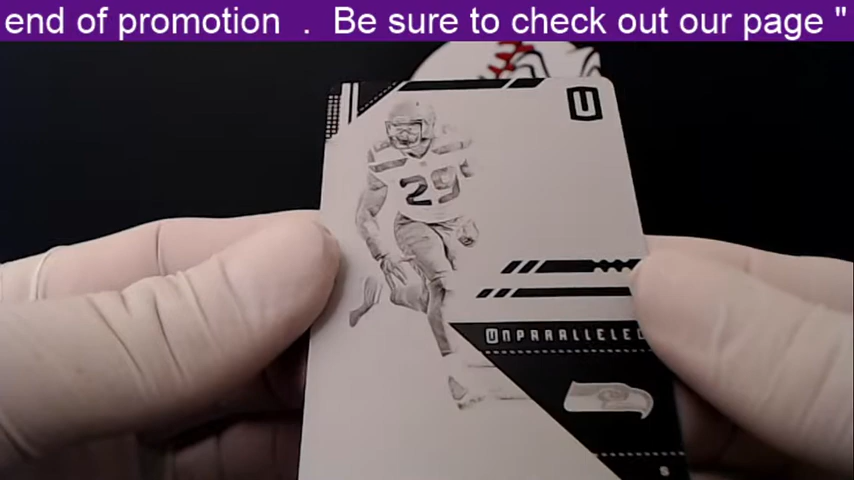 end of promotion . Be sure to check out our page "
U
29
UNPARALLELED
S